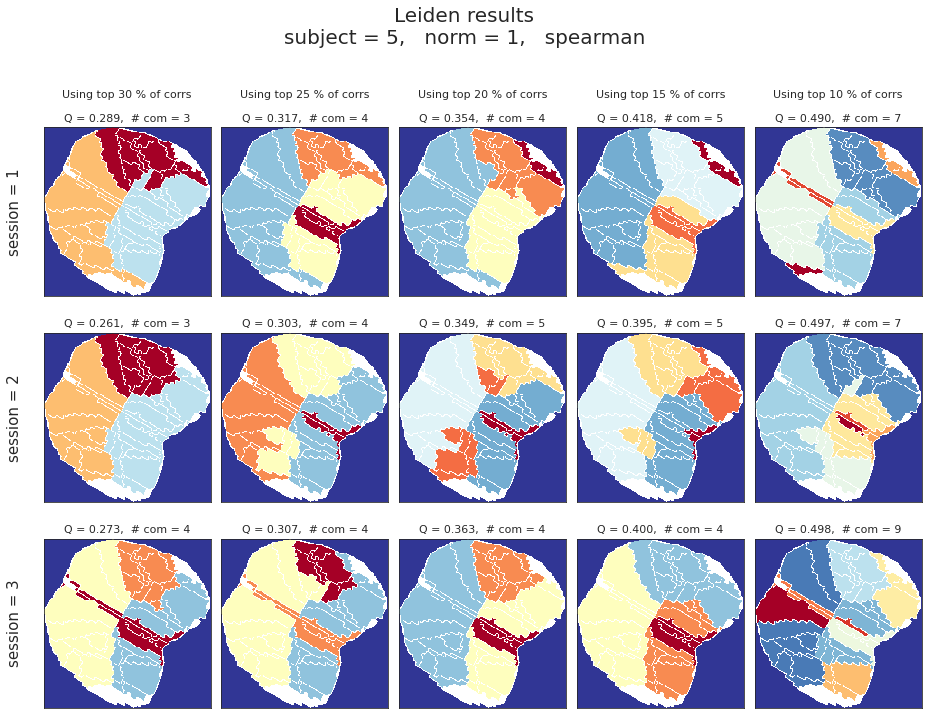 Leiden results
subject = 5,   norm = 1,   spearman
Using top 30 % of corrs
Using top 25 % of corrs
Using top 20 % of corrs
Using top 15 % of corrs
Using top 10 % of corrs
session = 1
Q = 0.289,  # com = 3
Q = 0.317,  # com = 4
Q = 0.354,  # com = 4
Q = 0.418,  # com = 5
Q = 0.490,  # com = 7
session = 2
Q = 0.261,  # com = 3
Q = 0.303,  # com = 4
Q = 0.349,  # com = 5
Q = 0.395,  # com = 5
Q = 0.497,  # com = 7
session = 3
Q = 0.273,  # com = 4
Q = 0.307,  # com = 4
Q = 0.363,  # com = 4
Q = 0.400,  # com = 4
Q = 0.498,  # com = 9